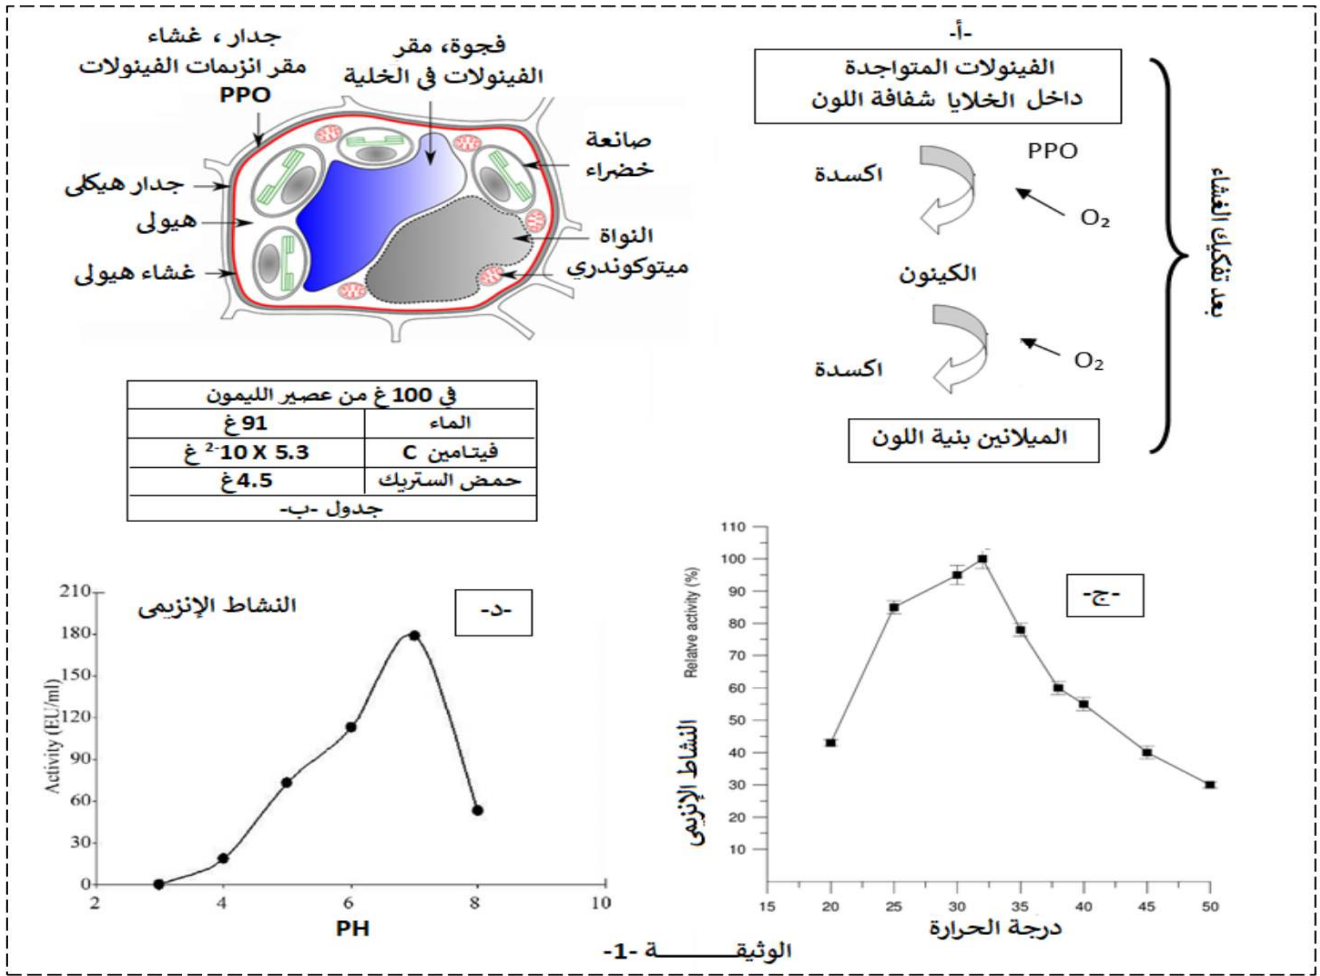 -أ-
الفينولات المتواجدة
داخل الخلايا شفافة اللون
PPO
اكسدة
O₂
الكينون
O₂
اكسدة
الميلانين بنية اللون
بعد تفكيك الغشاء
جدار ، غشاء
مقر انزيمات الفينولات
PPO
فجوة، مقر
الفينولات في الخلية
صانعة
خضراء
جدار هيكلي
هيولى
النواة
ميتوكوندري
غشاء هيولي
في 100 غ من عصير الليمون
الماء 91 غ
فيتامين C 5.3 X 10⁻² غ
حمض الستريك 4.5 غ
جدول -ب-
-ج-
110
100
90
80
70
60
50
40
30
20
10
Relatve activity (%)
النشاط الإنزيمي
15 20 25 30 35 40 45 50
درجة الحرارة
-د-
النشاط الإنزيمي
210
180
150
120
90
60
30
0
Activity (EU/ml)
2 4 6 8 10
PH
الوثيقـــــــــة -1-